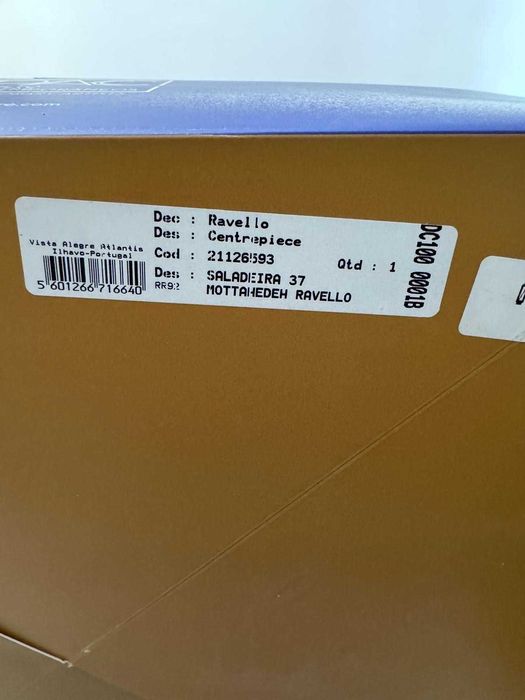 Dec : Ravello
Des : Centrepiece
Vista Alegre Atlantis
Ilhavo-Portugal
Cod : 21126593
Qtd : 1
5 601266 716640
Des : SALADEIRA 37
MOTTAHEDEH RAVELLO
DC100 0001B
.com